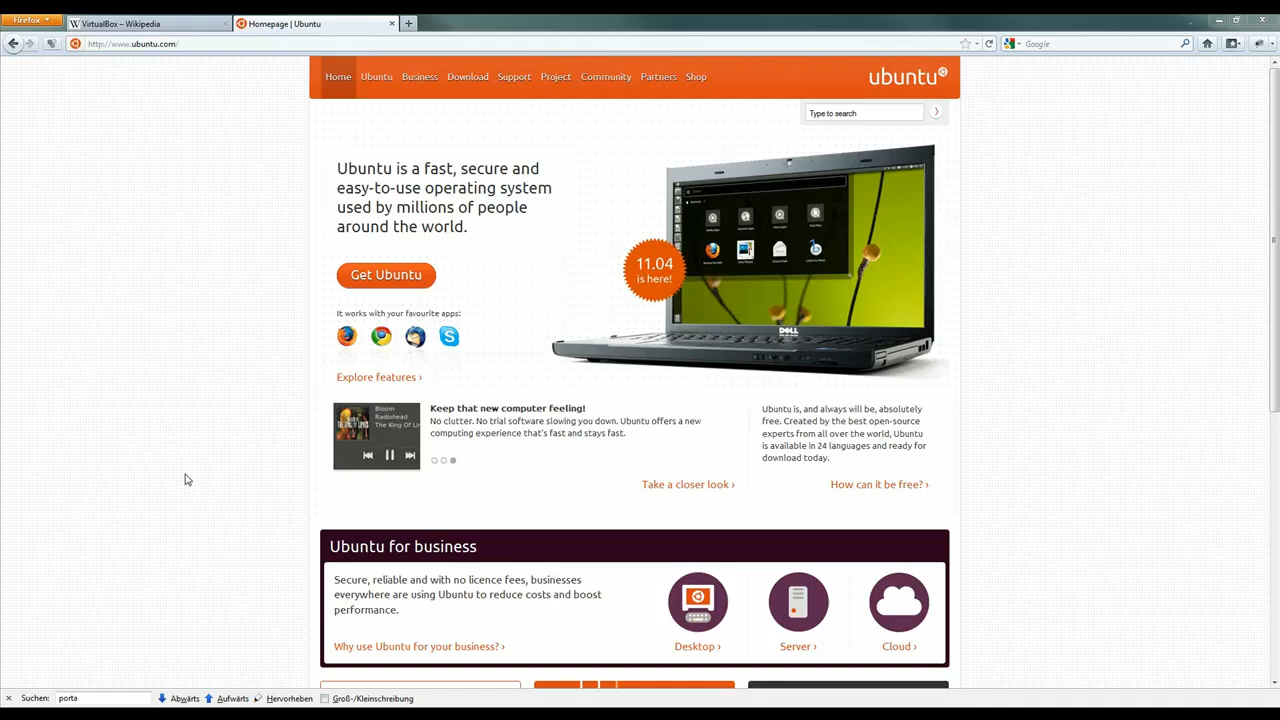 Firefox
VirtualBox – Wikipedia
Homepage | Ubuntu
http://www.ubuntu.com/
Google
Home
Ubuntu
Business
Download
Support
Project
Community
Partners
Shop
ubuntu
Type to search
Ubuntu is a fast, secure and
easy-to-use operating system
used by millions of people
around the world.
11.04
is here!
Get Ubuntu
It works with your favourite apps:
DELL
Explore features ›
Bloom
Radiohead
The King Of Li
Keep that new computer feeling!
No clutter. No trial software slowing you down. Ubuntu offers a new
computing experience that's fast and stays fast.
Take a closer look ›
Ubuntu is, and always will be, absolutely
free. Created by the best open-source
experts from all over the world, Ubuntu
is available in 24 languages and ready for
download today.
How can it be free? ›
Ubuntu for business
Secure, reliable and with no licence fees, businesses
everywhere are using Ubuntu to reduce costs and boost
performance.
Why use Ubuntu for your business? ›
Desktop ›
Server ›
Cloud ›
Suchen:
porta
Abwärts
Aufwärts
Hervorheben
Groß-/Kleinschreibung